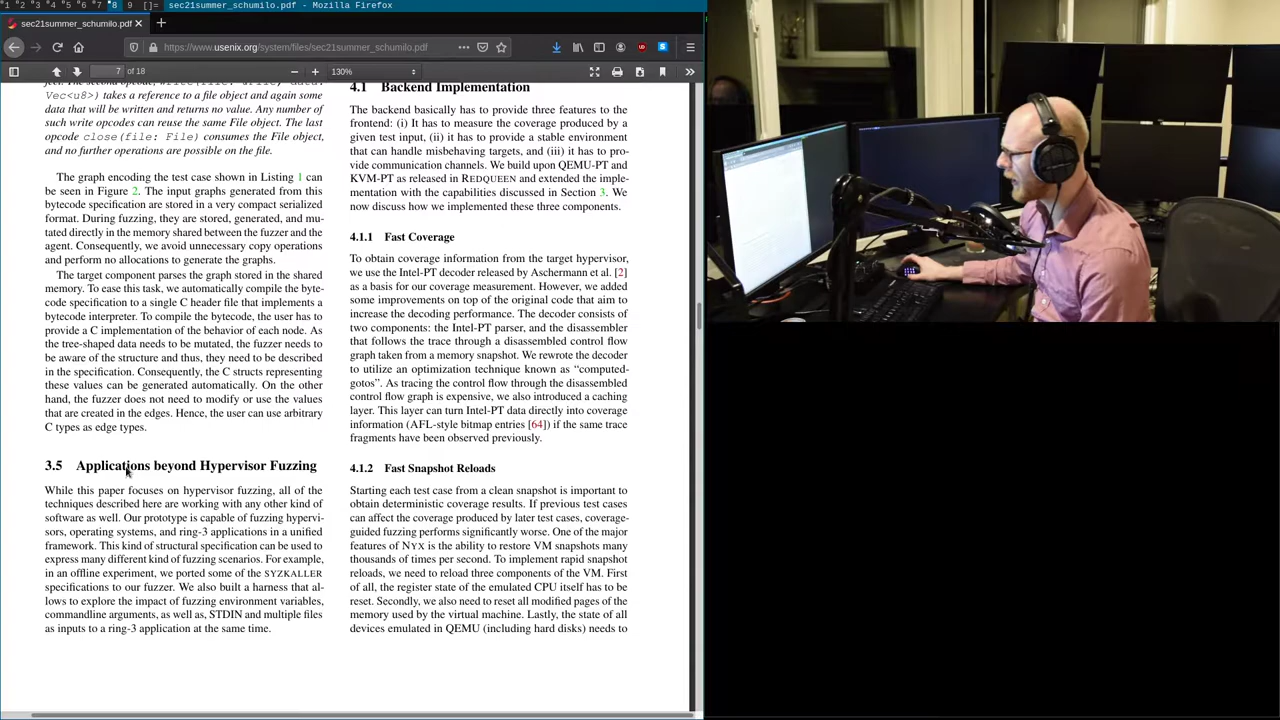 1 2 3 4 5 6 7 8 9 []= sec21summer_schumilo.pdf - Mozilla Firefox
sec21summer_schumilo.pdf
https://www.usenix.org/system/files/sec21summer_schumilo.pdf
7 of 18
130%
Vec<u8>) takes a reference to a file object and again some
data that will be written and returns no value. Any number of
such write opcodes can reuse the same File object. The last
opcode close(file: File) consumes the File object,
and no further operations are possible on the file.
The graph encoding the test case shown in Listing 1 can
be seen in Figure 2. The input graphs generated from this
bytecode specification are stored in a very compact serialized
format. During fuzzing, they are stored, generated, and mu-
tated directly in the memory shared between the fuzzer and the
agent. Consequently, we avoid unnecessary copy operations
and perform no allocations to generate the graphs.
The target component parses the graph stored in the shared
memory. To ease this task, we automatically compile the byte-
code specification to a single C header file that implements a
bytecode interpreter. To compile the bytecode, the user has to
provide a C implementation of the behavior of each node. As
the tree-shaped data needs to be mutated, the fuzzer needs to
be aware of the structure and thus, they need to be described
in the specification. Consequently, the C structs representing
these values can be generated automatically. On the other
hand, the fuzzer does not need to modify or use the values
that are created in the edges. Hence, the user can use arbitrary
C types as edge types.
3.5 Applications beyond Hypervisor Fuzzing
While this paper focuses on hypervisor fuzzing, all of the
techniques described here are working with any other kind of
software as well. Our prototype is capable of fuzzing hypervi-
sors, operating systems, and ring-3 applications in a unified
framework. This kind of structural specification can be used to
express many different kind of fuzzing scenarios. For example,
in an offline experiment, we ported some of the SYZKALLER
specifications to our fuzzer. We also built a harness that al-
lows to explore the impact of fuzzing environment variables,
commandline arguments, as well as, STDIN and multiple files
as inputs to a ring-3 application at the same time.
4.1 Backend Implementation
The backend basically has to provide three features to the
frontend: (i) It has to measure the coverage produced by a
given test input, (ii) it has to provide a stable environment
that can handle misbehaving targets, and (iii) it has to pro-
vide communication channels. We build upon QEMU-PT and
KVM-PT as released in REDQUEEN and extended the imple-
mentation with the capabilities discussed in Section 3. We
now discuss how we implemented these three components.
4.1.1 Fast Coverage
To obtain coverage information from the target hypervisor,
we use the Intel-PT decoder released by Aschermann et al. [2]
as a basis for our coverage measurement. However, we added
some improvements on top of the original code that aim to
increase the decoding performance. The decoder consists of
two components: the Intel-PT parser, and the disassembler
that follows the trace through a disassembled control flow
graph taken from a memory snapshot. We rewrote the decoder
to utilize an optimization technique known as “computed-
gotos”. As tracing the control flow through the disassembled
control flow graph is expensive, we also introduced a caching
layer. This layer can turn Intel-PT data directly into coverage
information (AFL-style bitmap entries [64]) if the same trace
fragments have been observed previously.
4.1.2 Fast Snapshot Reloads
Starting each test case from a clean snapshot is important to
obtain deterministic coverage results. If previous test cases
can affect the coverage produced by later test cases, coverage-
guided fuzzing performs significantly worse. One of the major
features of NYX is the ability to restore VM snapshots many
thousands of times per second. To implement rapid snapshot
reloads, we need to reload three components of the VM. First
of all, the register state of the emulated CPU itself has to be
reset. Secondly, we also need to reset all modified pages of the
memory used by the virtual machine. Lastly, the state of all
devices emulated in QEMU (including hard disks) needs to